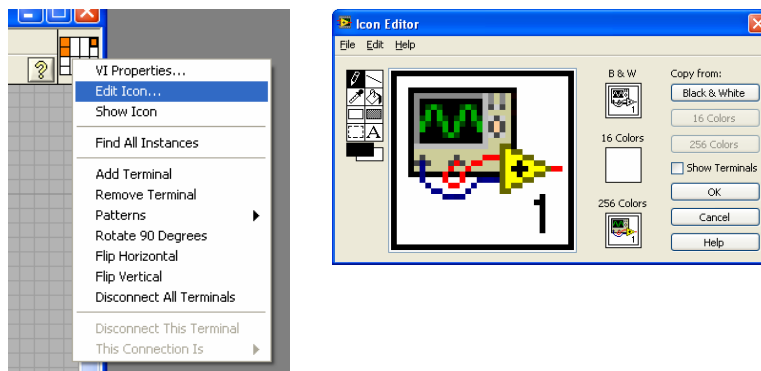 ?
VI Properties...
Edit Icon...
Show Icon
Find All Instances
Add Terminal
Remove Terminal
Patterns
Rotate 90 Degrees
Flip Horizontal
Flip Vertical
Disconnect All Terminals
Disconnect This Terminal
This Connection Is
Icon Editor
File Edit Help
A
1
B & W
1
16 Colors
256 Colors
1
Copy from:
Black & White
16 Colors
256 Colors
Show Terminals
OK
Cancel
Help